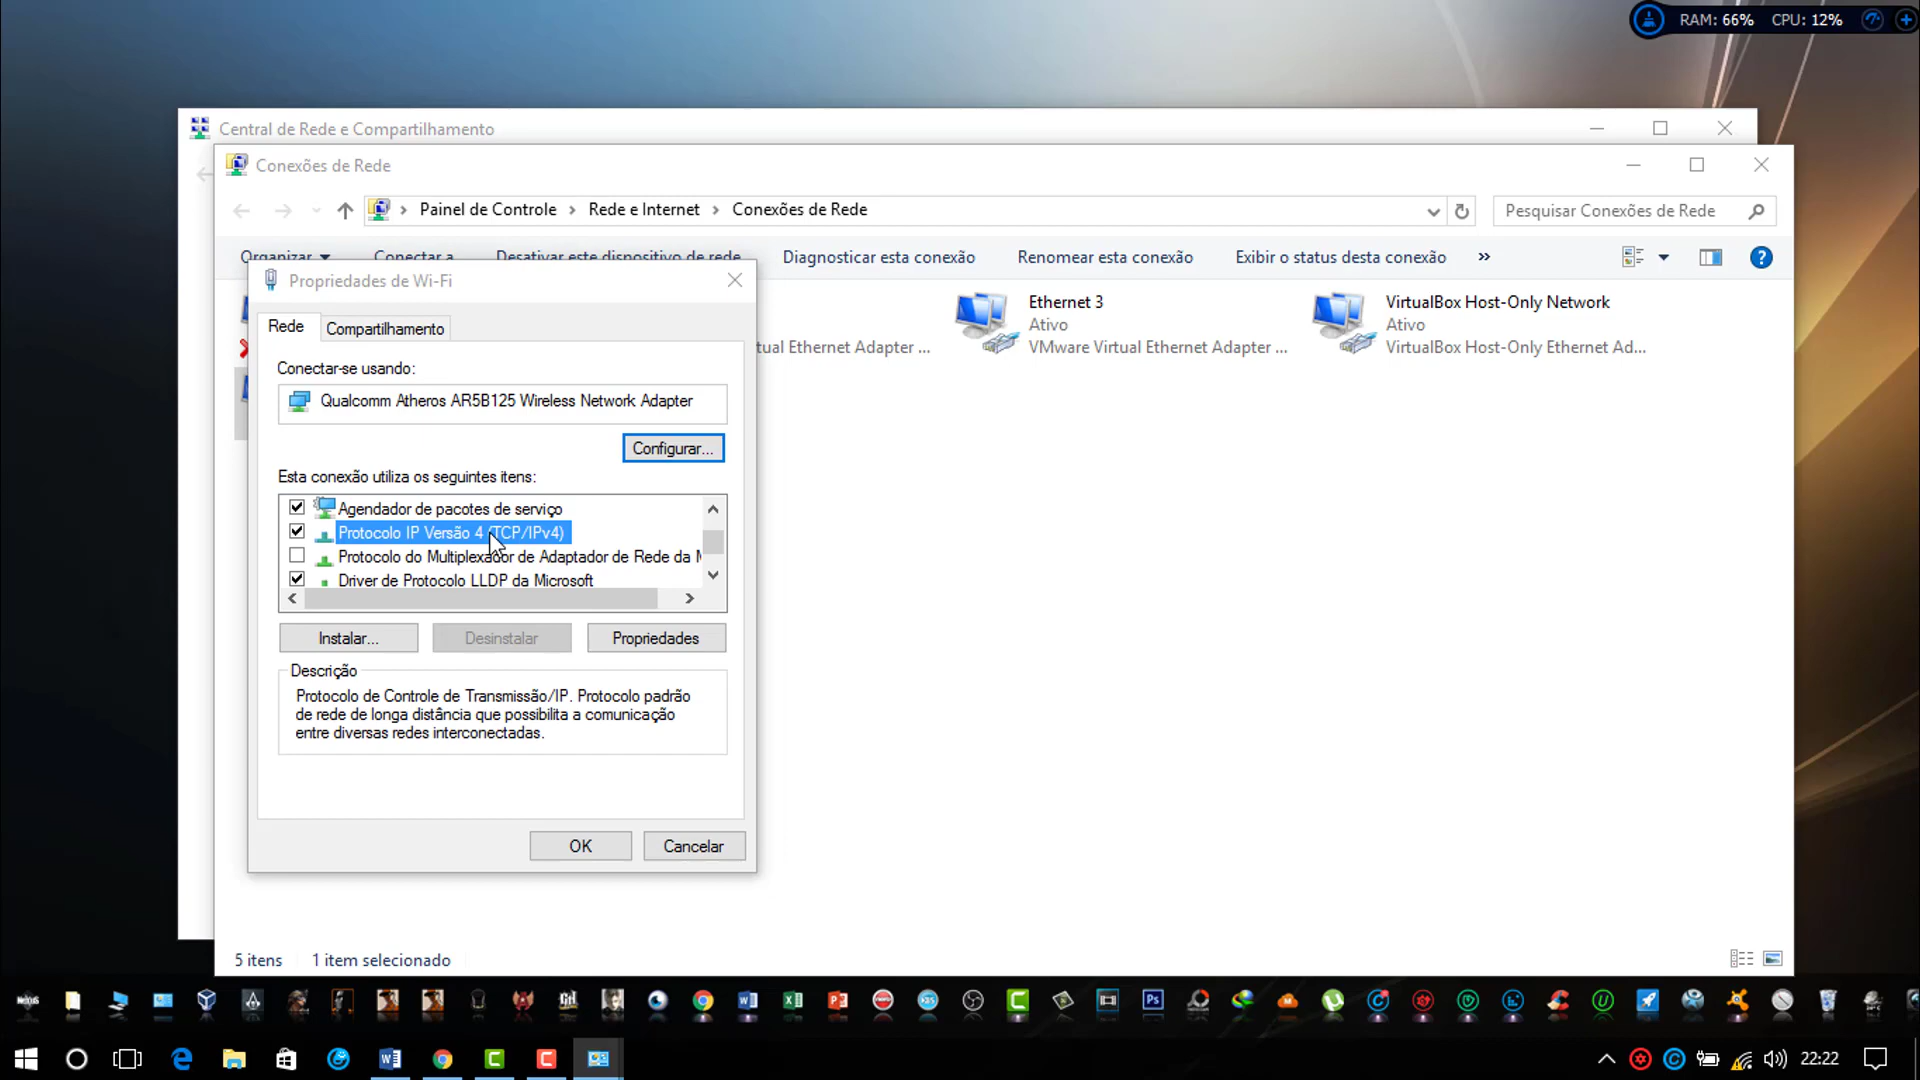 RAM: 66% CPU: 12%
Central de Rede e Compartilhamento
Conexões de Rede
Painel de Controle > Rede e Internet > Conexões de Rede
Pesquisar Conexões de Rede
Organizar Conectar a Desativar este dispositivo de rede Diagnosticar esta conexão Renomear esta conexão Exibir o status desta conexão »
Propriedades de Wi-Fi
Rede Compartilhamento
Conectar-se usando:
Qualcomm Atheros AR5B125 Wireless Network Adapter
Configurar...
Esta conexão utiliza os seguintes itens:
Agendador de pacotes de serviço
Protocolo IP Versão 4 (TCP/IPv4)
Protocolo do Multiplexador de Adaptador de Rede da
Driver de Protocolo LLDP da Microsoft
Instalar... Desinstalar Propriedades
Descrição
Protocolo de Controle de Transmissão/IP. Protocolo padrão
de rede de longa distância que possibilita a comunicação
entre diversas redes interconectadas.
OK Cancelar
tual Ethernet Adapter ...
Ethernet 3
Ativo
VMware Virtual Ethernet Adapter ...
VirtualBox Host-Only Network
Ativo
VirtualBox Host-Only Ethernet Ad...
5 itens 1 item selecionado
22:22